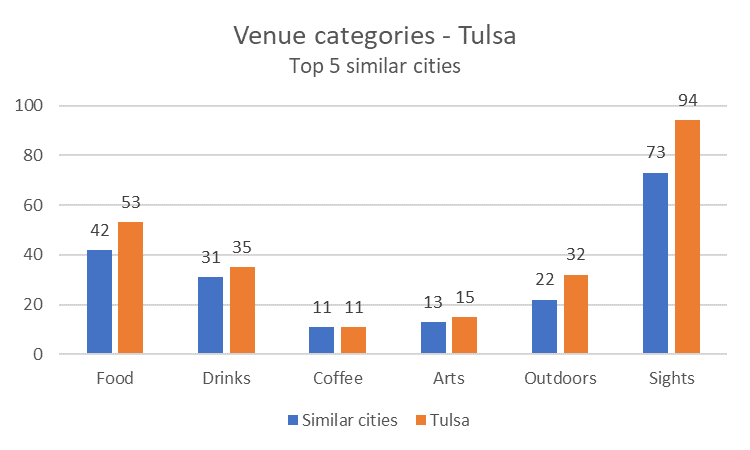 Venue categories - Tulsa
Top 5 similar cities
100
80
60
40
20
0
42
53
31
35
11
11
13
15
22
32
73
94
Food
Drinks
Coffee
Arts
Outdoors
Sights
Similar cities
Tulsa